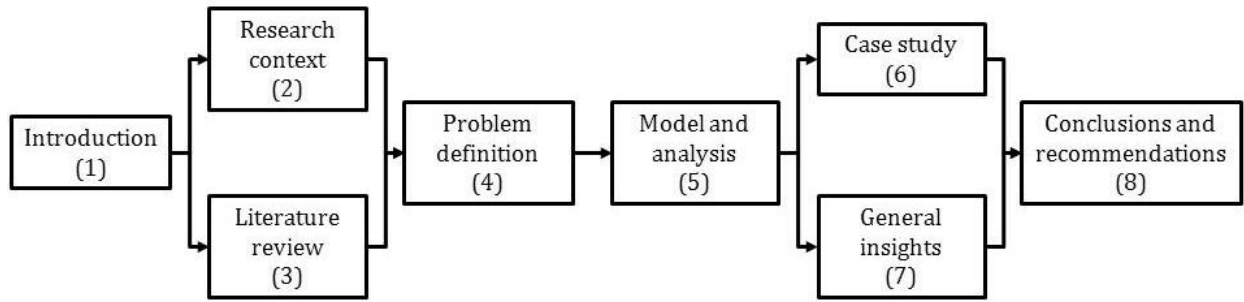 Introduction
(1)
Research
context
(2)
Literature
review
(3)
Problem
definition
(4)
Model and
analysis
(5)
Case study
(6)
General
insights
(7)
Conclusions and
recommendations
(8)